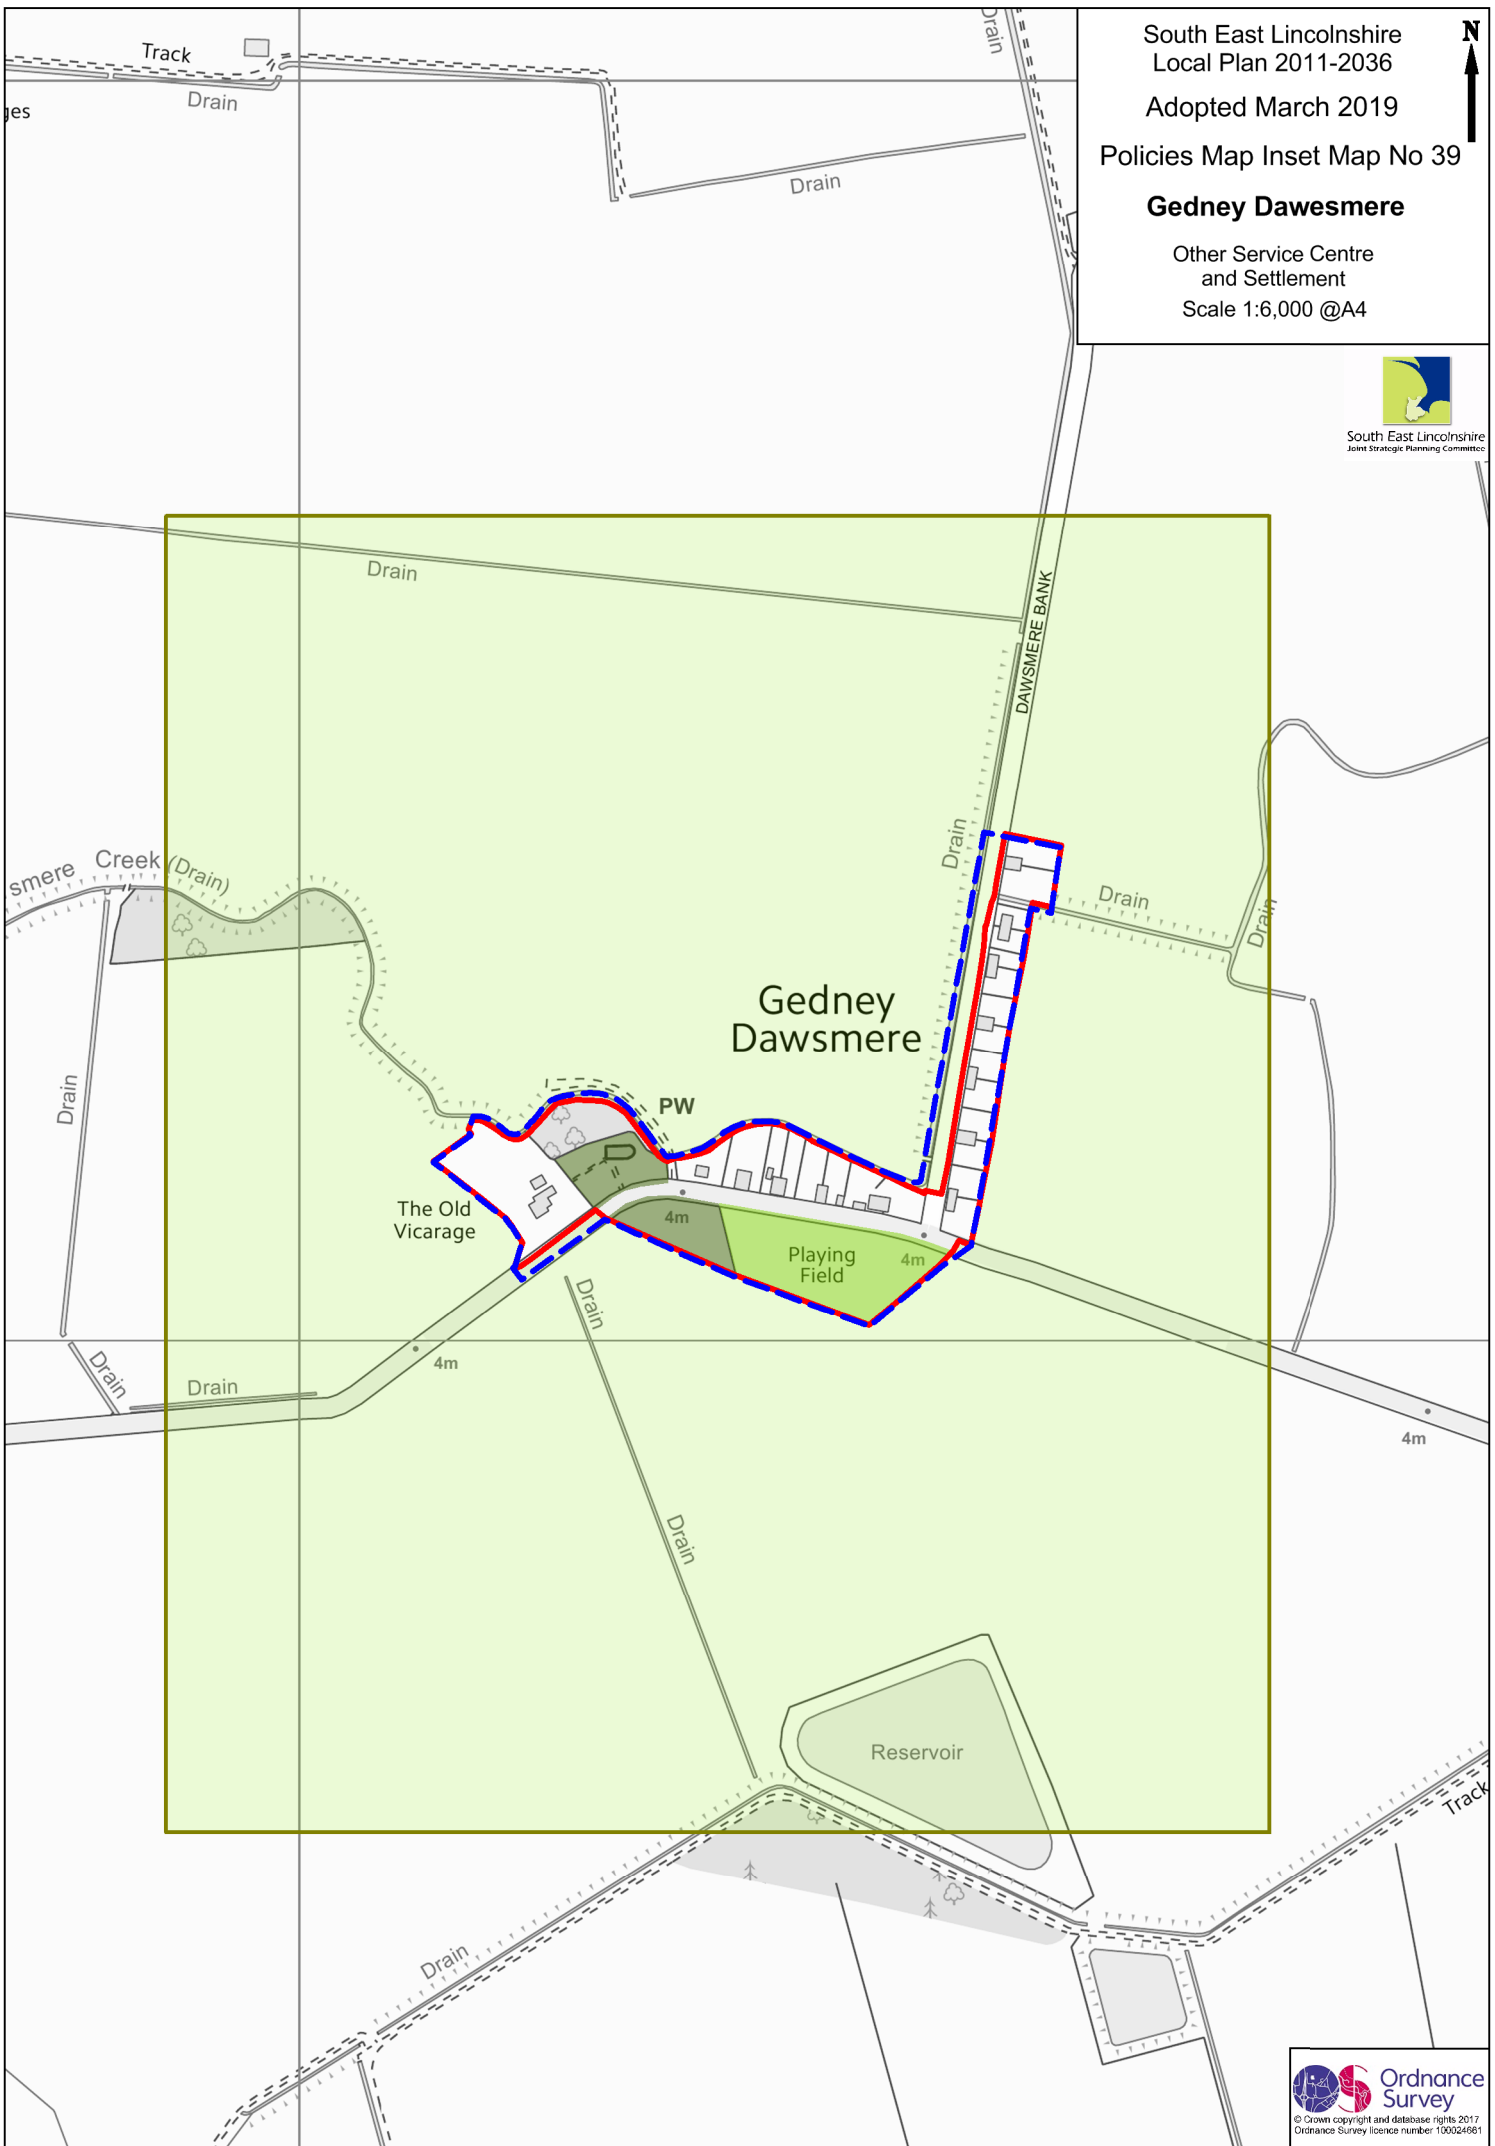 Track
Drain
ges
Drain
Drain
South East Lincolnshire
Local Plan 2011-2036
Adopted March 2019
Policies Map Inset Map No 39
Gedney Dawesmere
Other Service Centre
and Settlement
Scale 1:6,000 @A4
N
South East Lincolnshire
Joint Strategic Planning Committee
Drain
DAWSMERE BANK
Drain
smere Creek (Drain)
Drain
Drain
Gedney
Dawsmere
Drain
PW
The Old
Vicarage
4m
Playing
Field
4m
Drain
4m
Drain
Drain
4m
Drain
Reservoir
Track
Drain
Ordnance
Survey
© Crown copyright and database rights 2017
Ordnance Survey licence number 100024661